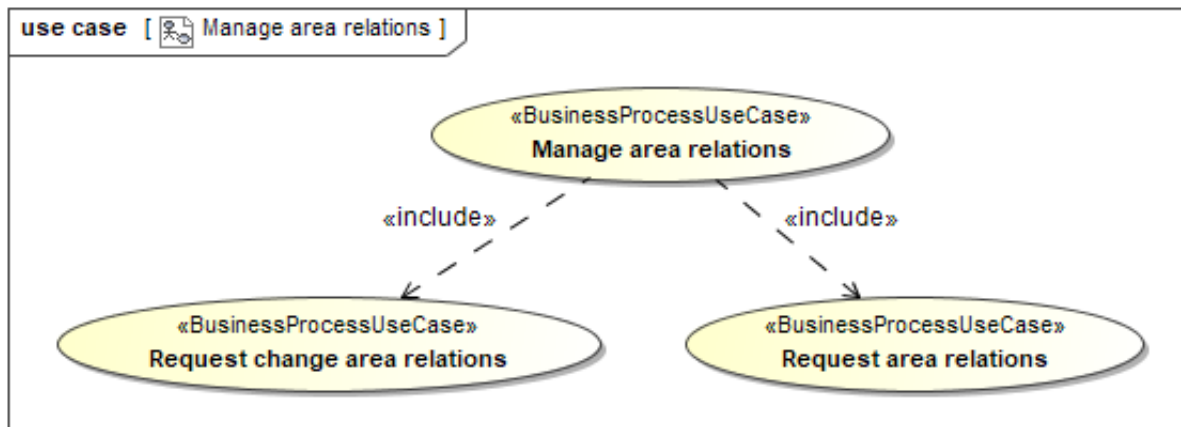 use case [ Manage area relations ]
«BusinessProcessUseCase»
Manage area relations
«include»
«include»
«BusinessProcessUseCase»
Request change area relations
«BusinessProcessUseCase»
Request area relations